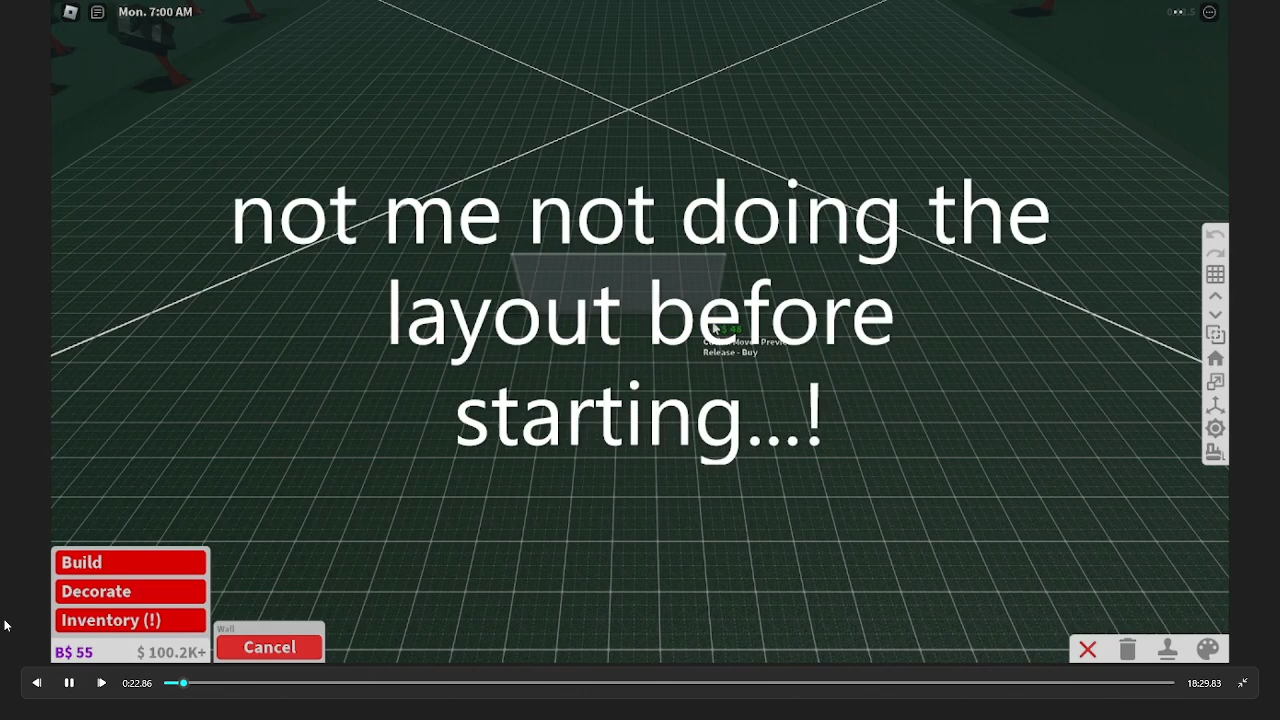 Mon. 7:00 AM
not me not doing the
layout before
starting...!
$ 48
Release - Buy
Build
Decorate
Inventory (!)
Wall
B$ 55
$ 100.2K+
Cancel
0:22.86
18:29.83